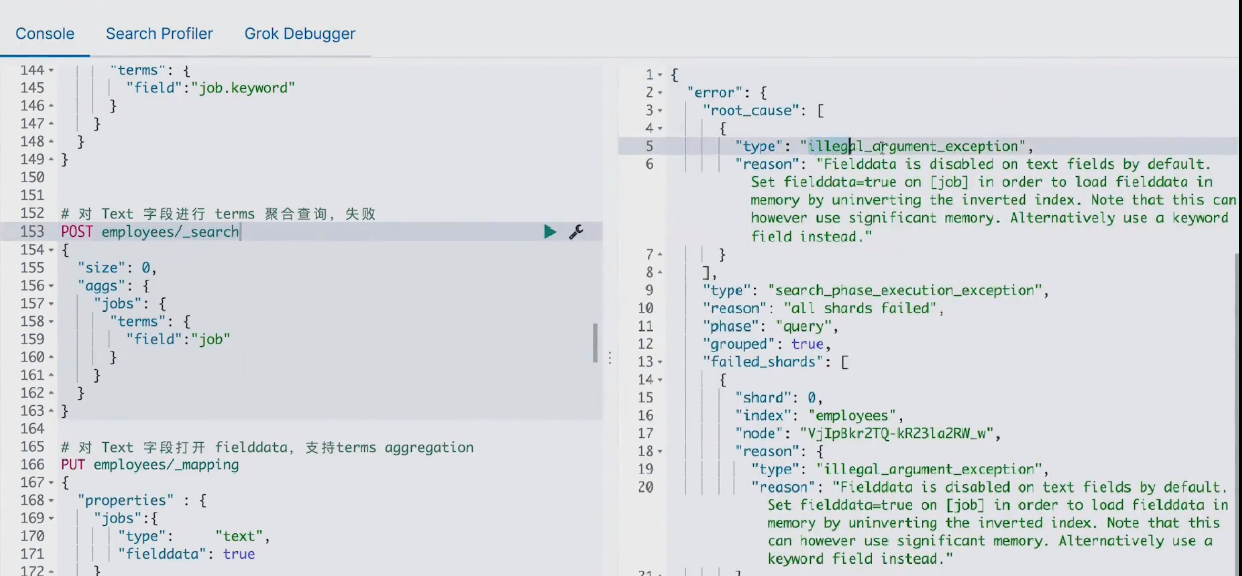 Console Search Profiler Grok Debugger
144 "terms": {
145 "field":"job.keyword"
146 }
147 }
148 }
149 }
150
151
152 # 对 Text 字段进行 terms 聚合查询，失败
153 POST employees/_search
154 {
155 "size": 0,
156 "aggs": {
157 "jobs": {
158 "terms": {
159 "field":"job"
160 }
161 }
162 }
163 }
164
165 # 对 Text 字段打开 fielddata，支持terms aggregation
166 PUT employees/_mapping
167 {
168 "properties" : {
169 "jobs":{
170 "type": "text",
171 "fielddata": true
172 }
1 {
2 "error": {
3 "root_cause": [
4 {
5 "type": "illegal_argument_exception",
6 "reason": "Fielddata is disabled on text fields by default.
Set fielddata=true on [job] in order to load fielddata in
memory by uninverting the inverted index. Note that this can
however use significant memory. Alternatively use a keyword
field instead."
7 }
8 ],
9 "type": "search_phase_execution_exception",
10 "reason": "all shards failed",
11 "phase": "query",
12 "grouped": true,
13 "failed_shards": [
14 {
15 "shard": 0,
16 "index": "employees",
17 "node": "VjIpBkr2TQ-kR23la2RW_w",
18 "reason": {
19 "type": "illegal_argument_exception",
20 "reason": "Fielddata is disabled on text fields by default.
Set fielddata=true on [job] in order to load fielddata in
memory by uninverting the inverted index. Note that this
can however use significant memory. Alternatively use a
keyword field instead."
21 }